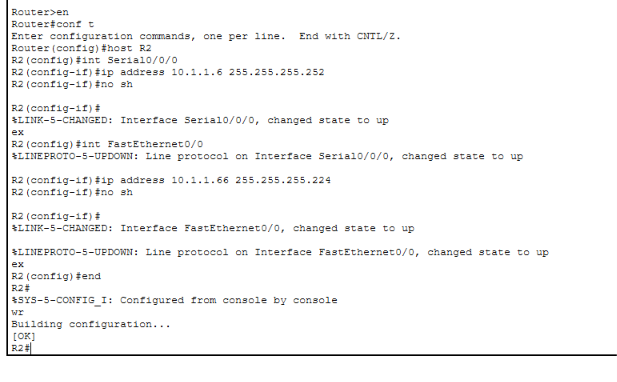 Router>en
Router#conf t
Enter configuration commands, one per line.  End with CNTL/Z.
Router(config)#host R2
R2(config)#int Serial0/0/0
R2(config-if)#ip address 10.1.1.6 255.255.255.252
R2(config-if)#no sh
R2(config-if)#
%LINK-5-CHANGED: Interface Serial0/0/0, changed state to up
ex
R2(config)#int FastEthernet0/0
%LINEPROTO-5-UPDOWN: Line protocol on Interface Serial0/0/0, changed state to up
R2(config-if)#ip address 10.1.1.66 255.255.255.224
R2(config-if)#no sh
R2(config-if)#
%LINK-5-CHANGED: Interface FastEthernet0/0, changed state to up
%LINEPROTO-5-UPDOWN: Line protocol on Interface FastEthernet0/0, changed state to up
ex
R2(config)#end
R2#
%SYS-5-CONFIG_I: Configured from console by console
wr
Building configuration...
[OK]
R2#